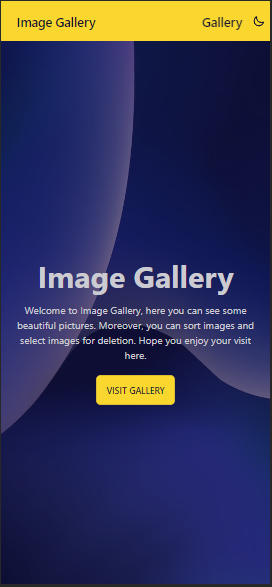 Image Gallery
Gallery
Image Gallery
Welcome to Image Gallery, here you can see some
beautiful pictures. Moreover, you can sort images and
select images for deletion. Hope you enjoy your visit
here.
VISIT GALLERY